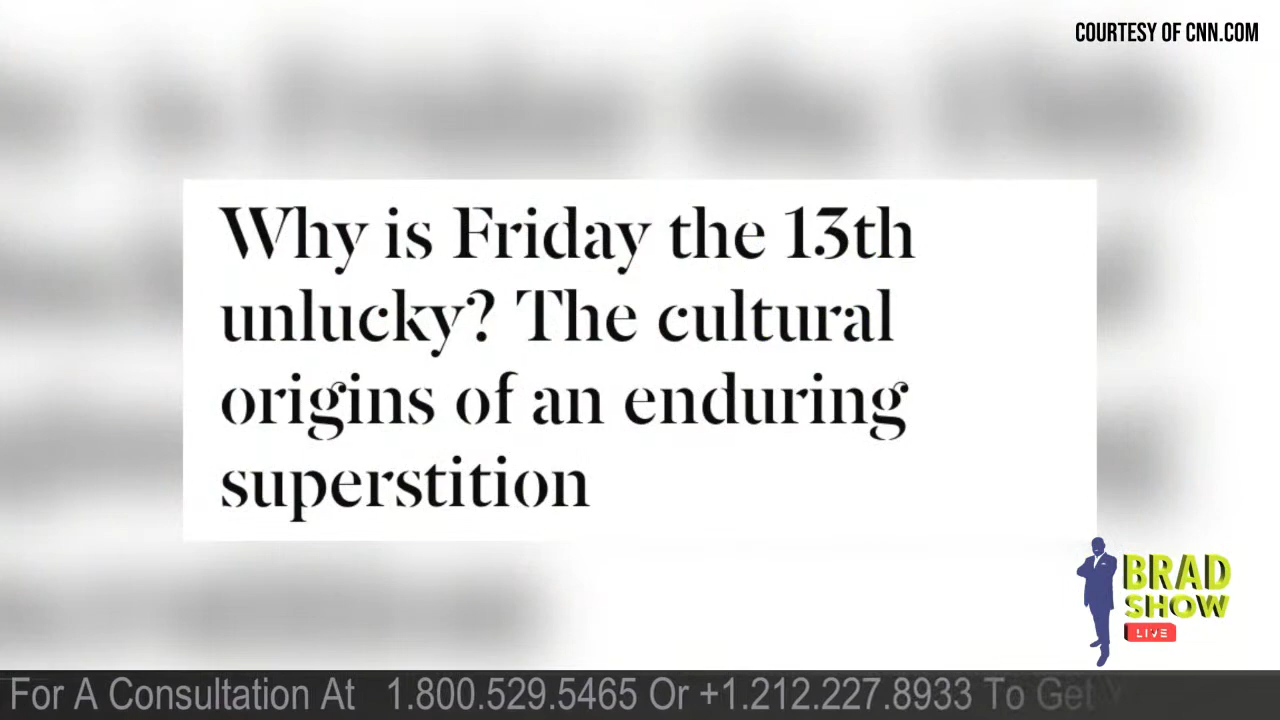 COURTESY OF CNN.COM
Why is Friday the 13th
unlucky? The cultural
origins of an enduring
superstition
BRAD
SHOW
LIVE
For A Consultation At 1.800.529.5465 Or +1.212.227.8933 To Get